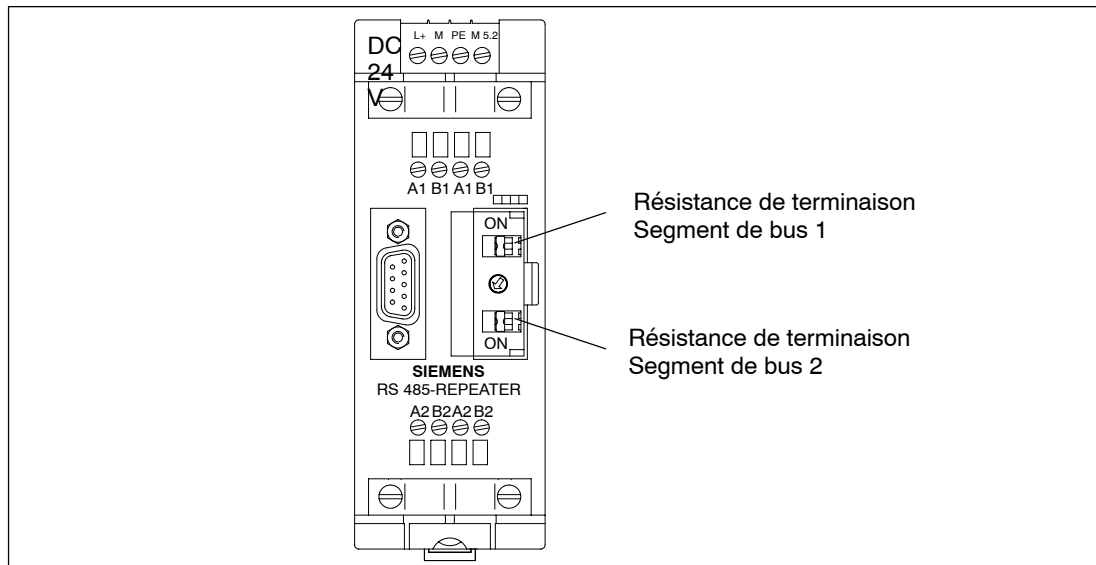 L+ M PE M 5.2
DC
24
V
A1 B1 A1 B1
ON
Résistance de terminaison
Segment de bus 1
Résistance de terminaison
Segment de bus 2
ON
SIEMENS
RS 485-REPEATER
A2 B2 A2 B2